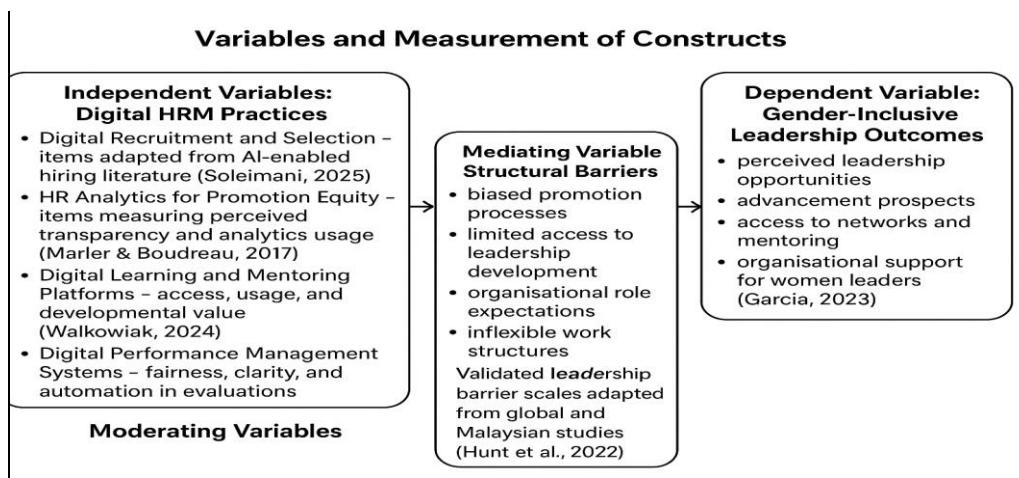 Variables and Measurement of Constructs
Independent Variables:
Digital HRM Practices
• Digital Recruitment and Selection –
items adapted from AI-enabled
hiring literature (Soleimani, 2025)
• HR Analytics for Promotion Equity –
items measuring perceived
transparency and analytics usage
(Marler & Boudreau, 2017)
• Digital Learning and Mentoring
Platforms – access, usage, and
developmental value
(Walkowiak, 2024)
• Digital Performance Management
Systems – fairness, clarity, and
automation in evaluations
Moderating Variables
Mediating Variable
Structural Barriers
• biased promotion
processes
• limited access to
leadership
development
• organisational role
expectations
• inflexible work
structures
Validated leadership
barrier scales adapted
from global and
Malaysian studies
(Hunt et al., 2022)
Dependent Variable:
Gender-Inclusive
Leadership Outcomes
• perceived leadership
opportunities
• advancement prospects
• access to networks and
mentoring
• organisational support
for women leaders
(Garcia, 2023)